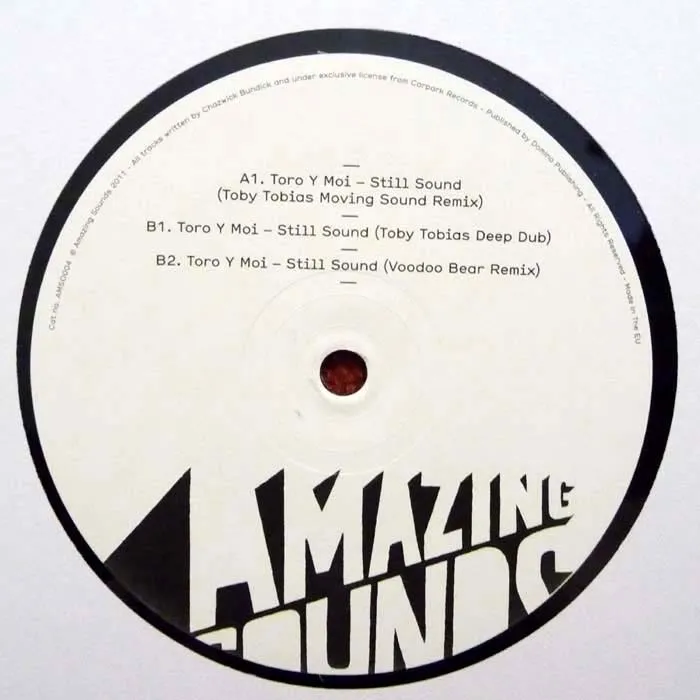 Cat.no. AMSO004 ℗ Amazing Sounds 2011 - All tracks written by Chazwick Bundick and under exclusive license from Carpark Records - Published by Domino Publishing - All Rights Reserved - Made In The EU
A1. Toro Y Moi – Still Sound
(Toby Tobias Moving Sound Remix)
B1. Toro Y Moi – Still Sound (Toby Tobias Deep Dub)
B2. Toro Y Moi – Still Sound (Voodoo Bear Remix)
AMAZING
SOUNDS